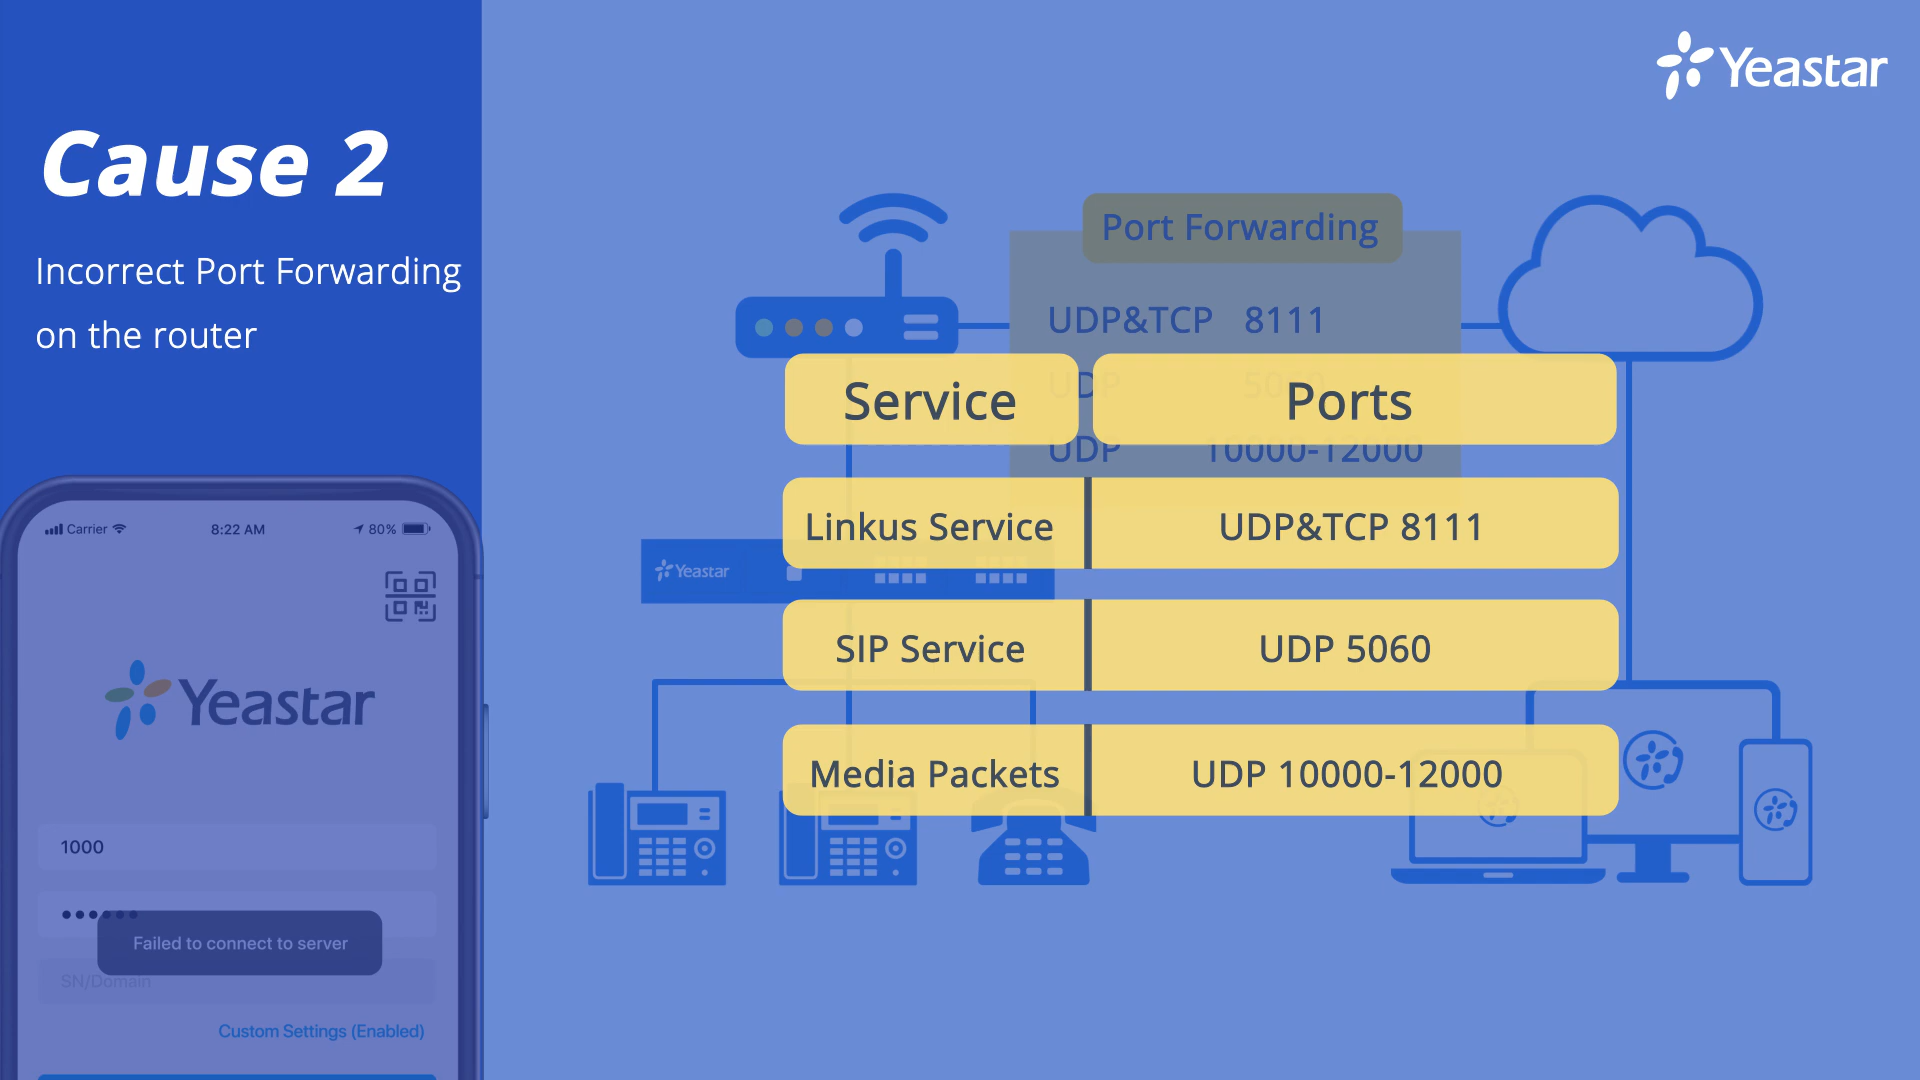 Cause 2
Incorrect Port Forwarding
on the router
Carrier
8:22 AM
80%
Yeastar
1000
Failed to connect to server
SN/Domain
Custom Settings (Enabled)
Yeastar
Port Forwarding
UDP&TCP 8111
UDP 5060
UDP 10000-12000
Service Ports
Linkus Service UDP&TCP 8111
SIP Service UDP 5060
Media Packets UDP 10000-12000
Yeastar